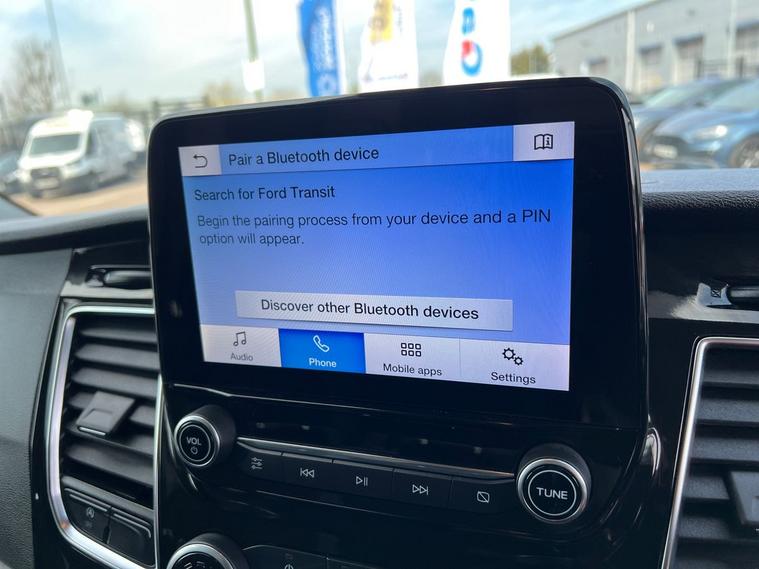 Pair a Bluetooth device
Search for Ford Transit
Begin the pairing process from your device and a PIN
option will appear.
Discover other Bluetooth devices
Audio
Phone
Mobile apps
Settings
VOL
TUNE